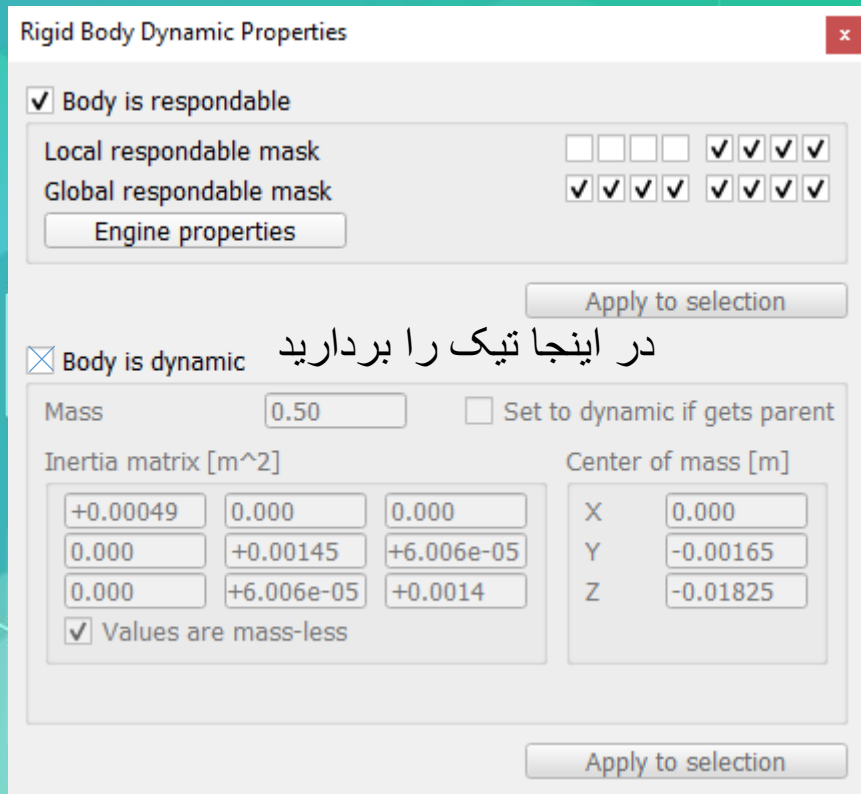 Rigid Body Dynamic Properties
x
Body is respondable
Local respondable mask
Global respondable mask
Engine properties
Apply to selection
در اینجا تیک را بردارید
Body is dynamic
Mass 0.50 Set to dynamic if gets parent
Inertia matrix [m^2] Center of mass [m]
+0.00049 0.000 0.000 X 0.000
0.000 +0.00145 +6.006e-05 Y -0.00165
0.000 +6.006e-05 +0.0014 Z -0.01825
Values are mass-less
Apply to selection